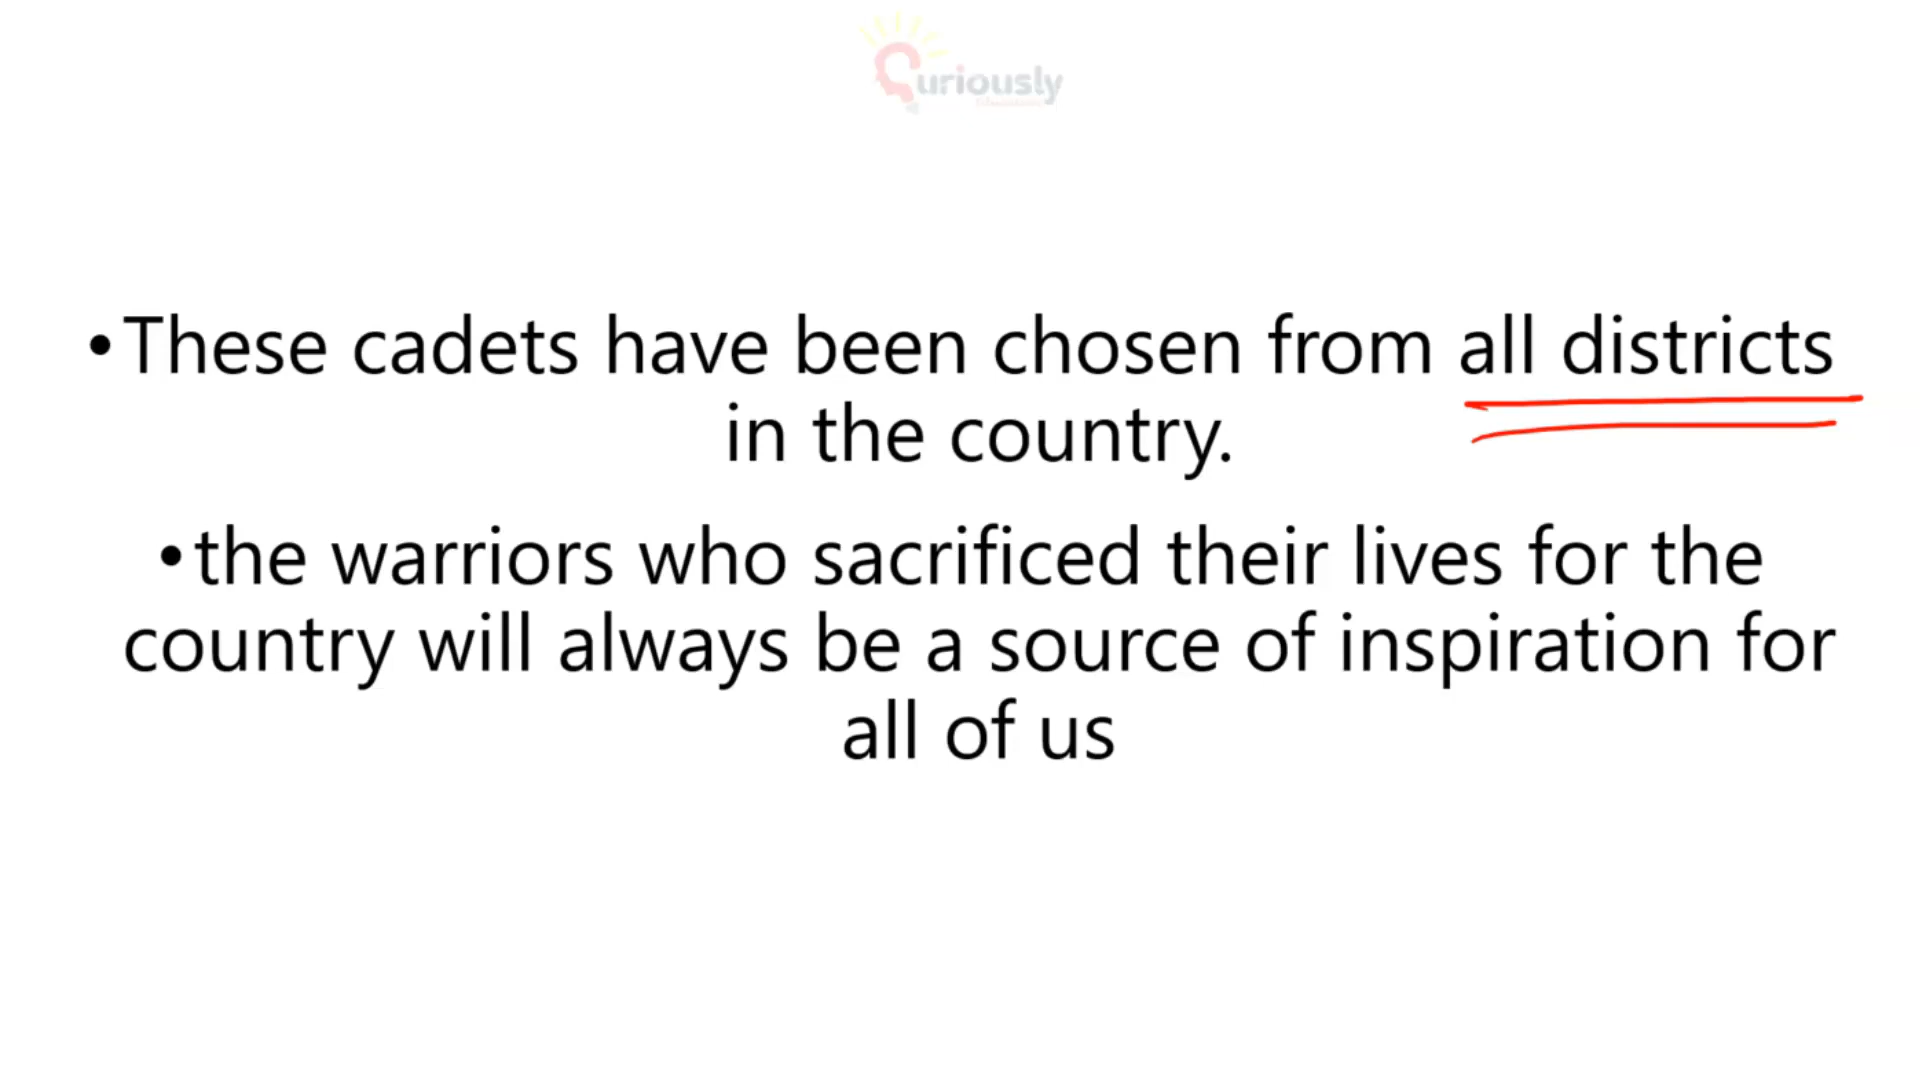 Curiously
•These cadets have been chosen from all districts
in the country.
•the warriors who sacrificed their lives for the
country will always be a source of inspiration for
all of us